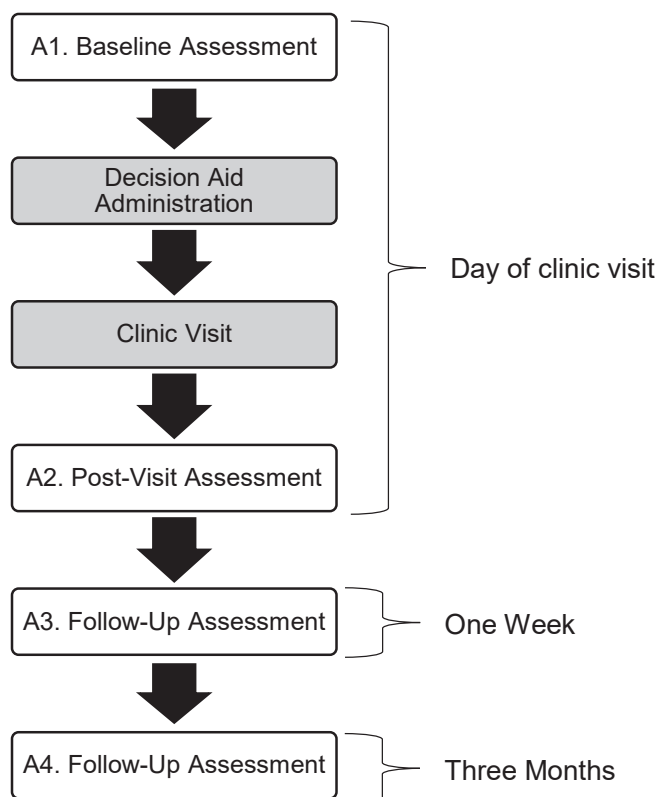 A1. Baseline Assessment
Decision Aid
Administration
Day of clinic visit
Clinic Visit
A2. Post-Visit Assessment
A3. Follow-Up Assessment
One Week
A4. Follow-Up Assessment
Three Months